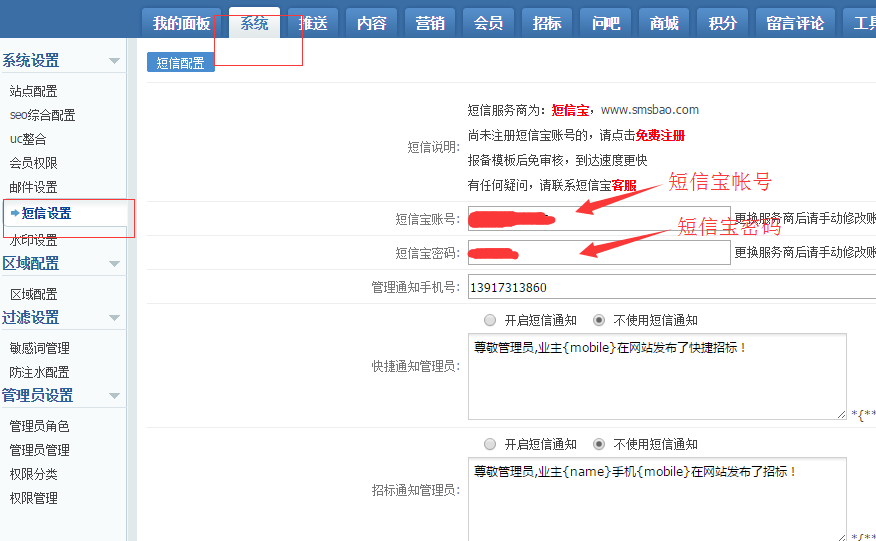 我的面板 系统 推送 内容 营销 会员 招标 问吧 商城 积分 留言评论 工具
系统设置
站点配置
seo综合配置
uc整合
会员权限
邮件设置
短信设置
水印设置
区域配置
区域配置
过滤设置
敏感词管理
防注水配置
管理员设置
管理员角色
管理员管理
权限分类
权限管理
短信配置
短信说明:
短信服务商为：短信宝，www.smsbao.com
尚未注册短信宝账号的，请点击免费注册
报备模板后免审核，到达速度更快
有任何疑问，请联系短信宝客服
短信宝帐号
短信宝账号: 更换服务商后请手动修改账
短信宝密码
短信宝密码: 更换服务商后请手动修改账
管理通知手机号: 13917313860
开启短信通知 不使用短信通知
快捷通知管理员: 尊敬管理员,业主{mobile}在网站发布了快捷招标！
*{**
开启短信通知 不使用短信通知
招标通知管理员: 尊敬管理员,业主{name}手机{mobile}在网站发布了招标！
*{**